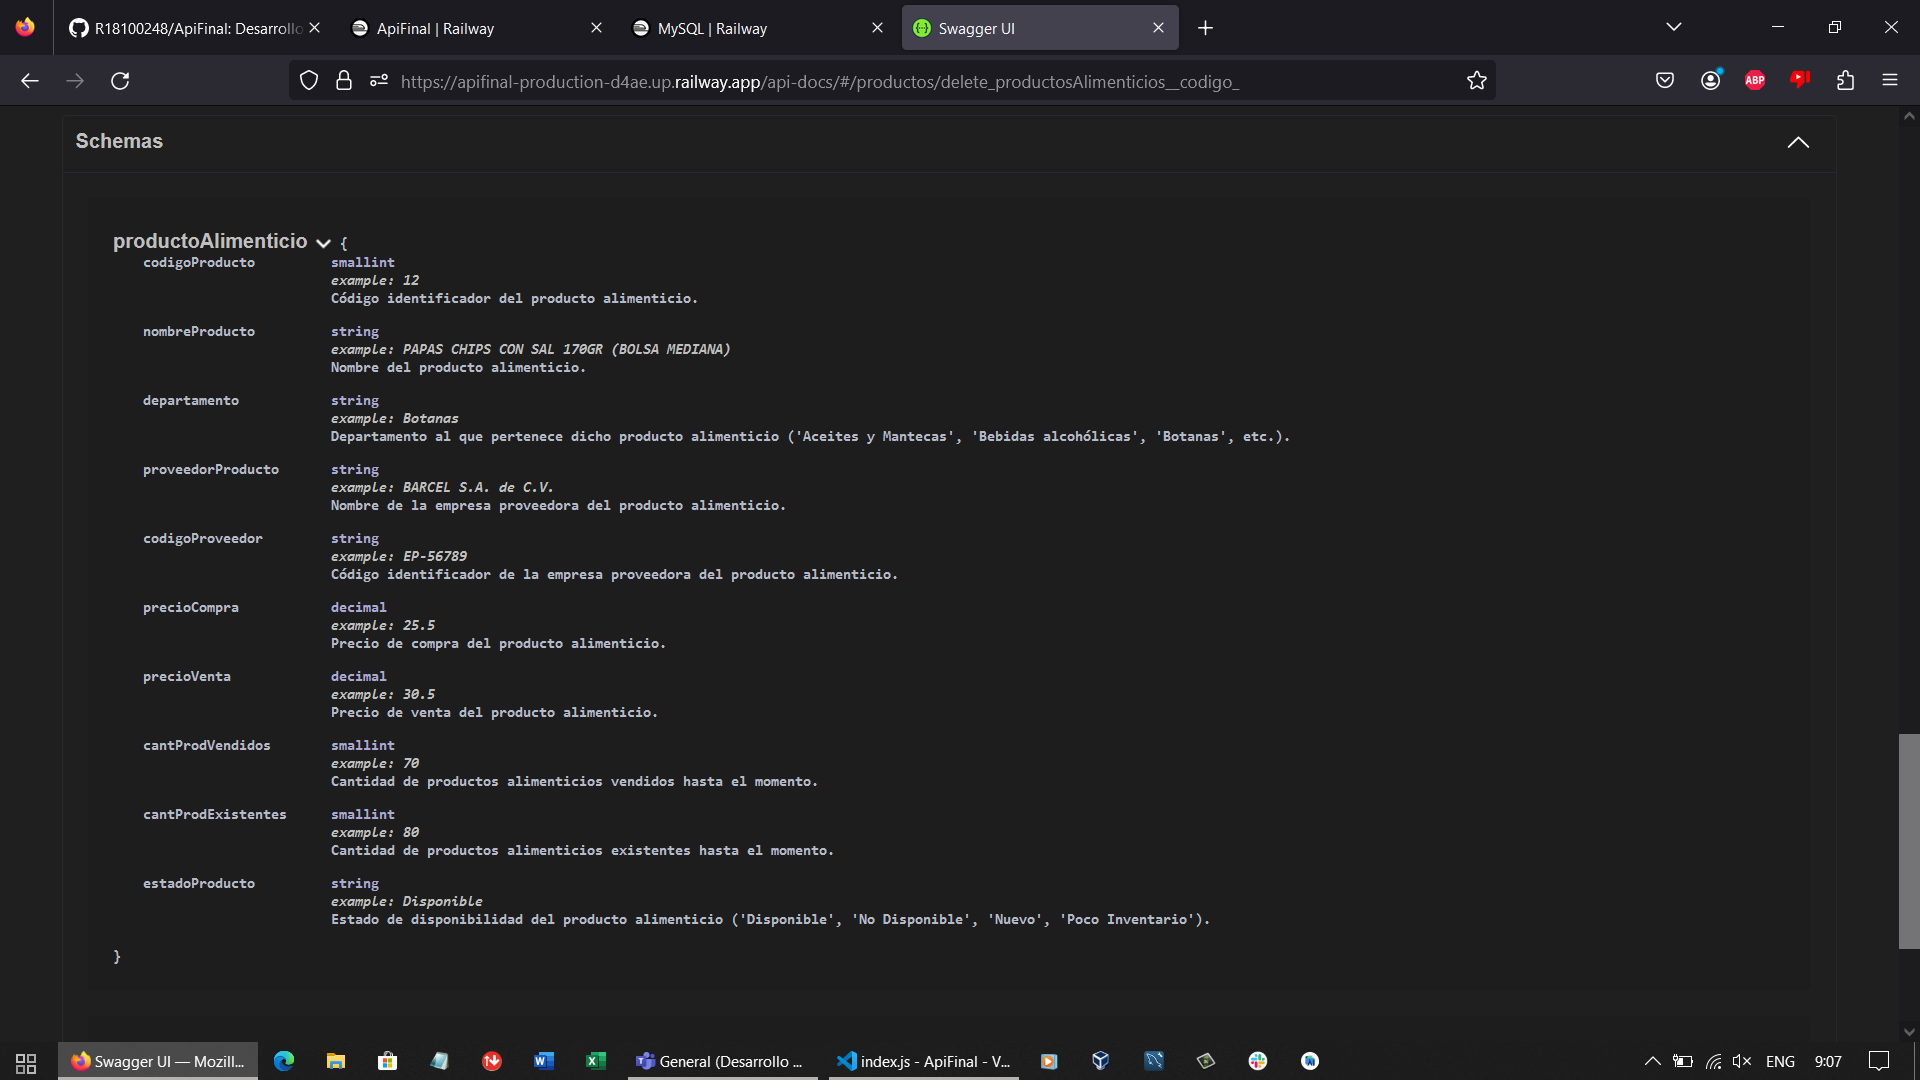 R18100248/ApiFinal: Desarrollo
ApiFinal | Railway
MySQL | Railway
Swagger UI
https://apifinal-production-d4ae.up.railway.app/api-docs/#/productos/delete_productosAlimenticios__codigo_
ABP
Schemas
productoAlimenticio {
codigoProducto smallint
example: 12
Código identificador del producto alimenticio.
nombreProducto string
example: PAPAS CHIPS CON SAL 170GR (BOLSA MEDIANA)
Nombre del producto alimenticio.
departamento string
example: Botanas
Departamento al que pertenece dicho producto alimenticio ('Aceites y Mantecas', 'Bebidas alcohólicas', 'Botanas', etc.).
proveedorProducto string
example: BARCEL S.A. de C.V.
Nombre de la empresa proveedora del producto alimenticio.
codigoProveedor string
example: EP-56789
Código identificador de la empresa proveedora del producto alimenticio.
precioCompra decimal
example: 25.5
Precio de compra del producto alimenticio.
precioVenta decimal
example: 30.5
Precio de venta del producto alimenticio.
cantProdVendidos smallint
example: 70
Cantidad de productos alimenticios vendidos hasta el momento.
cantProdExistentes smallint
example: 80
Cantidad de productos alimenticios existentes hasta el momento.
estadoProducto string
example: Disponible
Estado de disponibilidad del producto alimenticio ('Disponible', 'No Disponible', 'Nuevo', 'Poco Inventario').
}
Swagger UI — Mozill...
General (Desarrollo ...
index.js - ApiFinal - V...
ENG
9:07